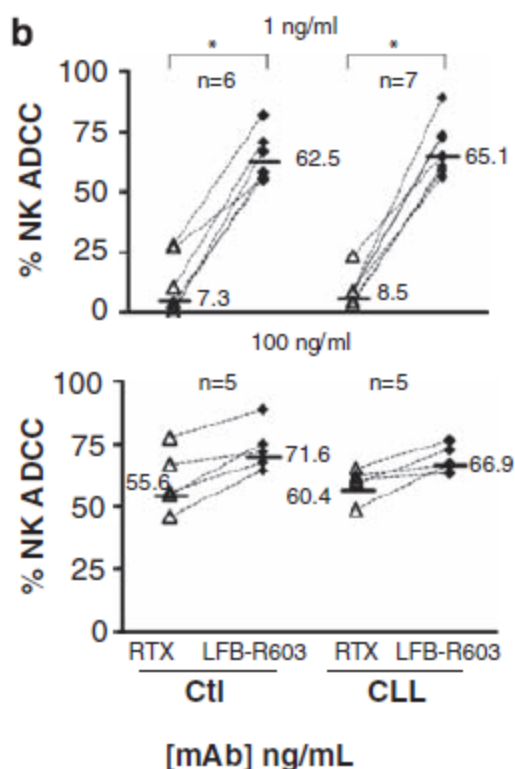 b
1 ng/ml
* *
n=6 n=7
100
75
50
25
0
% NK ADCC
62.5
7.3
65.1
8.5
100 ng/ml
n=5 n=5
100
75
50
25
0
% NK ADCC
55.6
71.6
60.4
66.9
RTX LFB-R603 RTX LFB-R603
Ctl CLL
[mAb] ng/mL